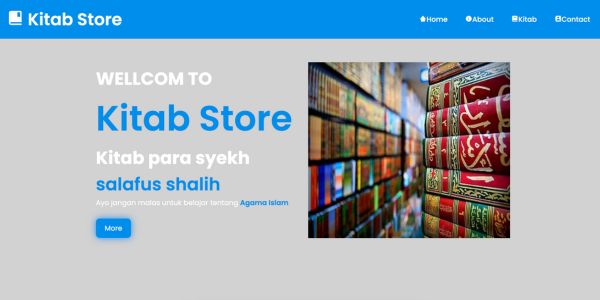 Kitab Store
Home About Kitab Contact
WELLCOM TO
Kitab Store
Kitab para syekh
salafus shalih
Ayo jangan malas untuk belajar tentang Agama Islam
More